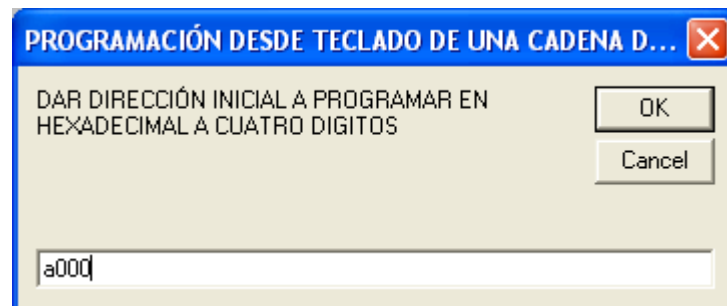 PROGRAMACIÓN DESDE TECLADO DE UNA CADENA D...
DAR DIRECCIÓN INICIAL A PROGRAMAR EN
HEXADECIMAL A CUATRO DIGITOS
OK
Cancel
a000